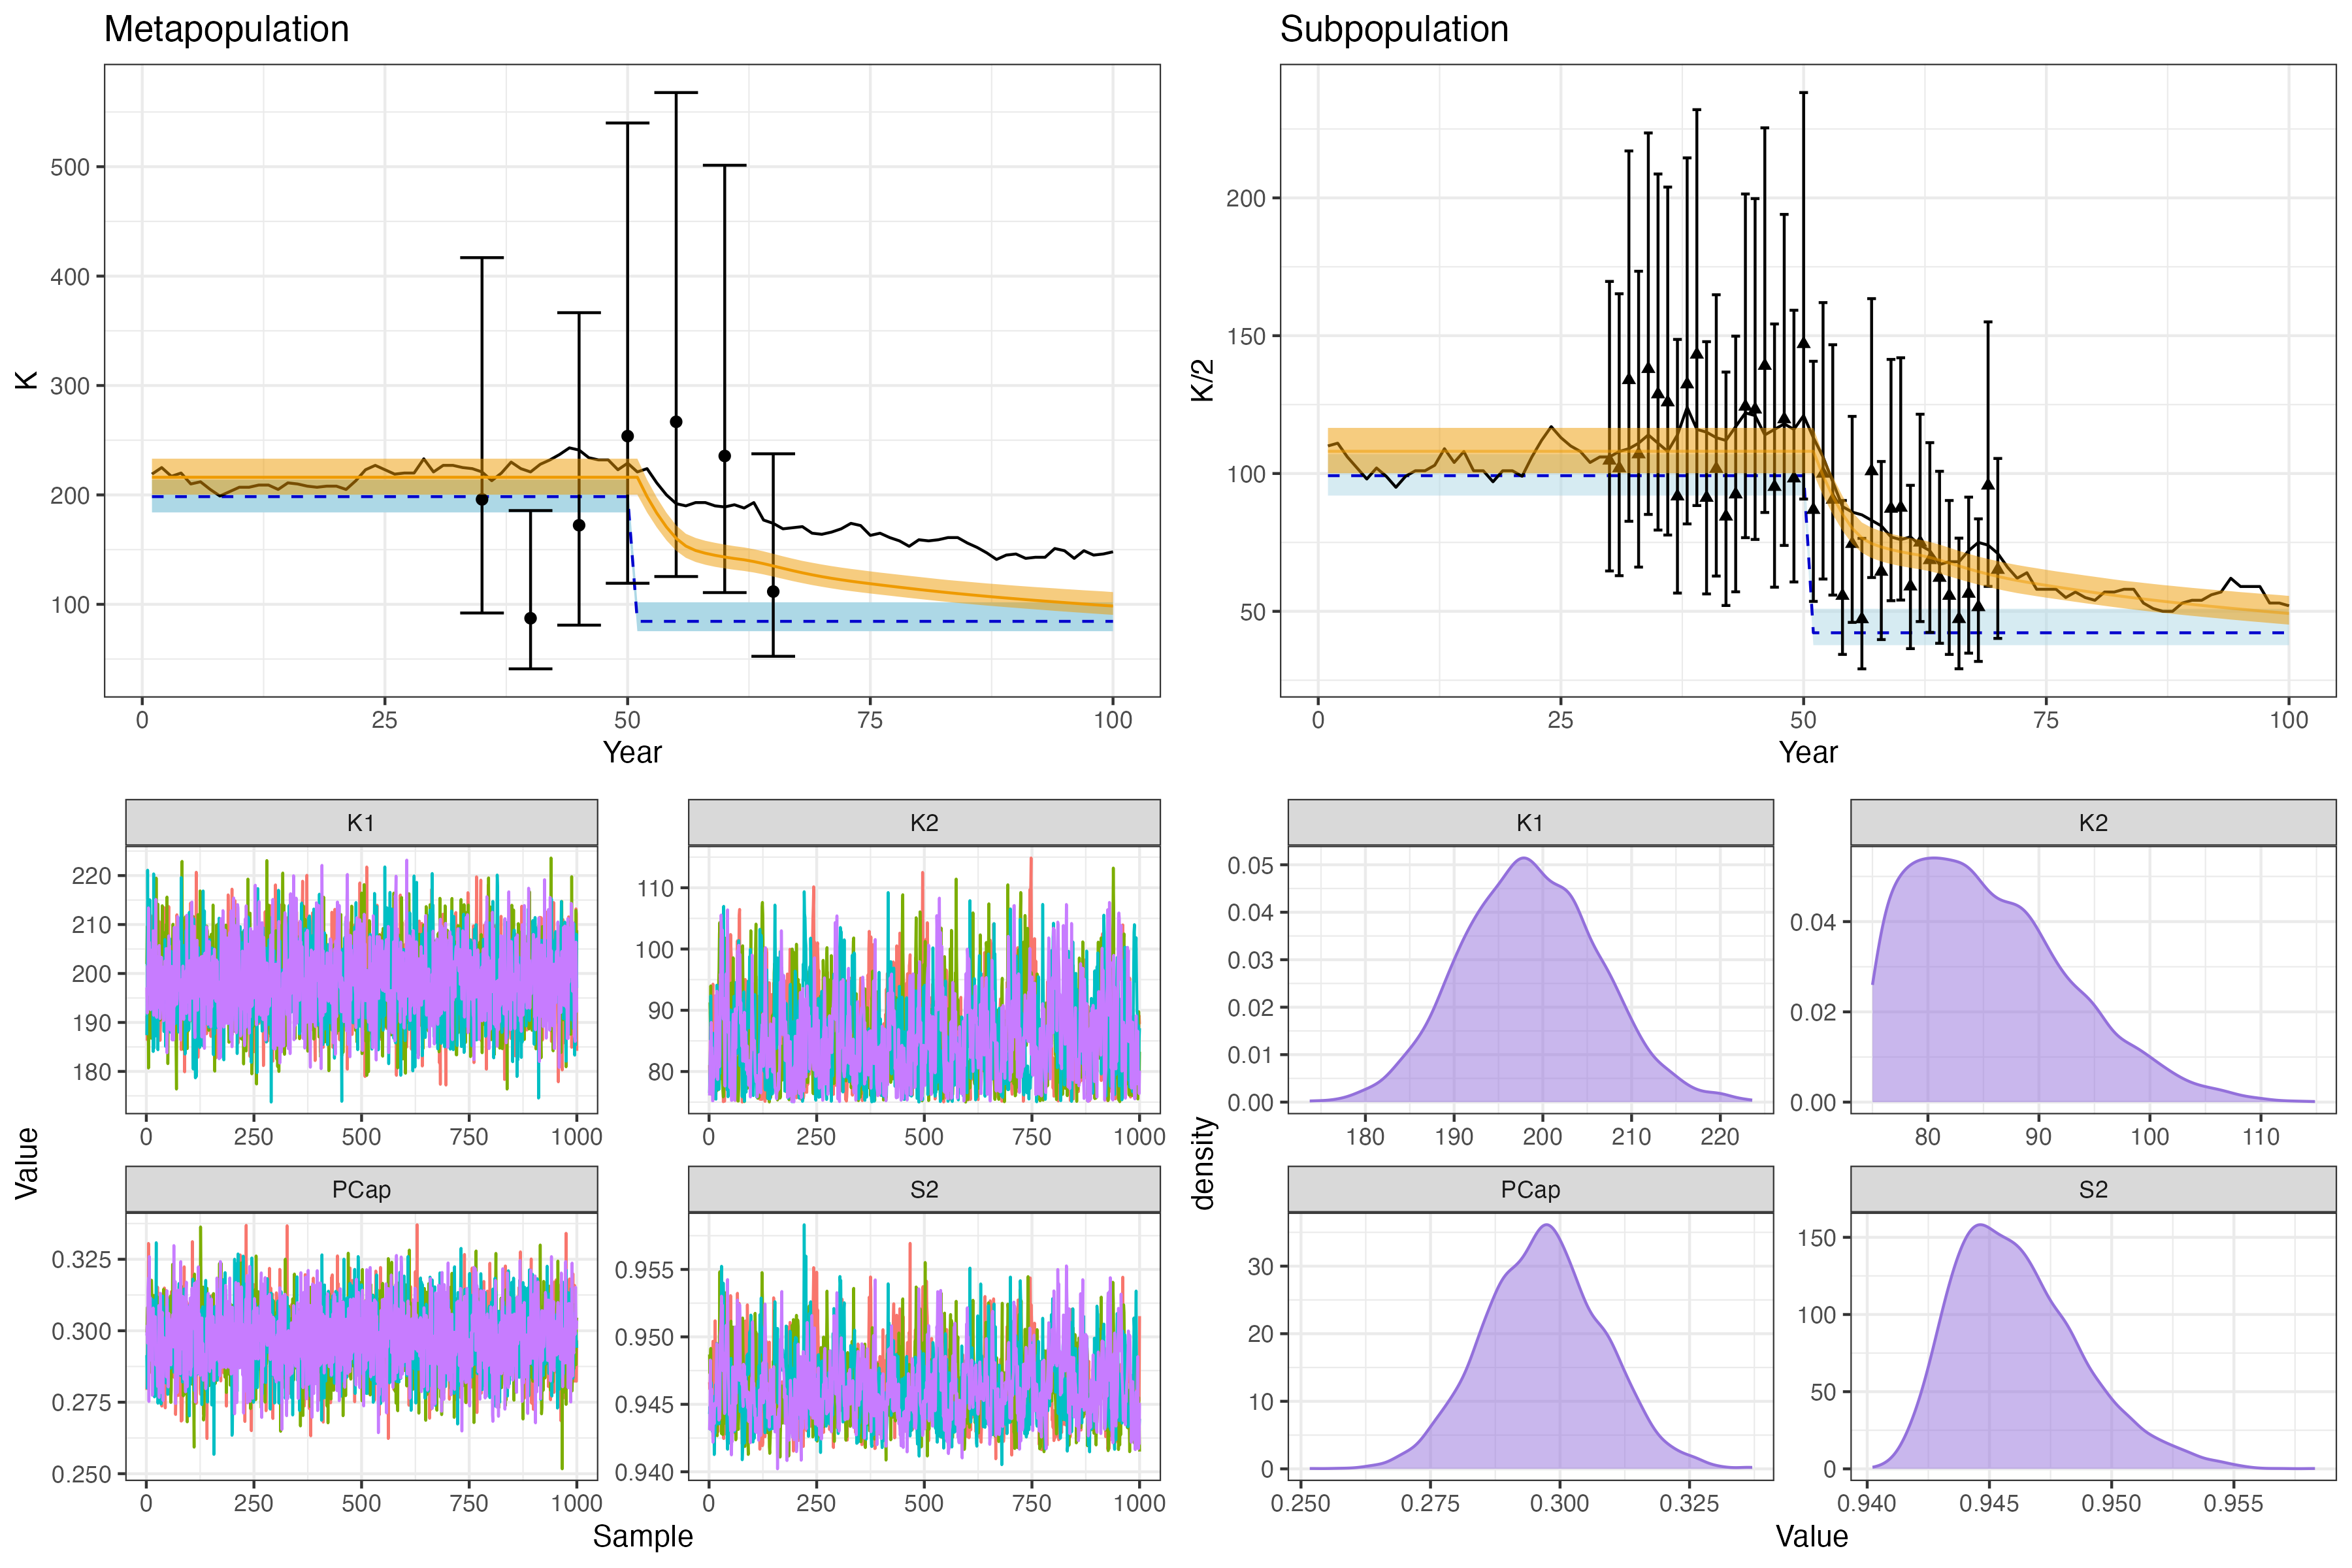 Metapopulation
K
500
400
300
200
100
0 25 50 75 100
Year
Subpopulation
K/2
200
150
100
50
0 25 50 75 100
Year
Value
K1
220
210
200
190
180
0 250 500 750 1000
K2
110
100
90
80
0 250 500 750 1000
PCap
0.325
0.300
0.275
0.250
0 250 500 750 1000
S2
0.955
0.950
0.945
0.940
0 250 500 750 1000
Sample
density
K1
0.05
0.04
0.03
0.02
0.01
0.00
180 190 200 210 220
K2
0.04
0.02
0.00
80 90 100 110
PCap
30
20
10
0
0.250 0.275 0.300 0.325
S2
150
100
50
0
0.940 0.945 0.950 0.955
Value